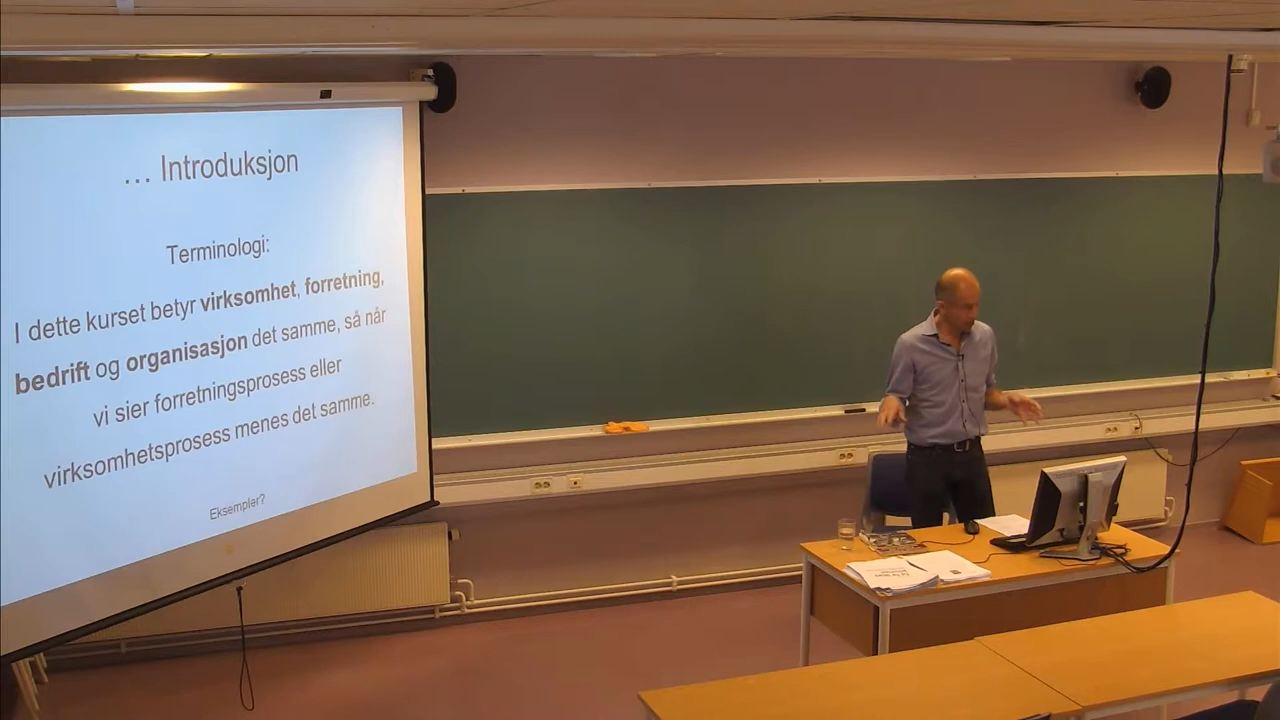 ... Introduksjon
Terminologi:
I dette kurset betyr virksomhet, forretning,
bedrift og organisasjon det samme, så når
vi sier forretningsprosess eller
virksomhetsprosess menes det samme.
Eksempler?